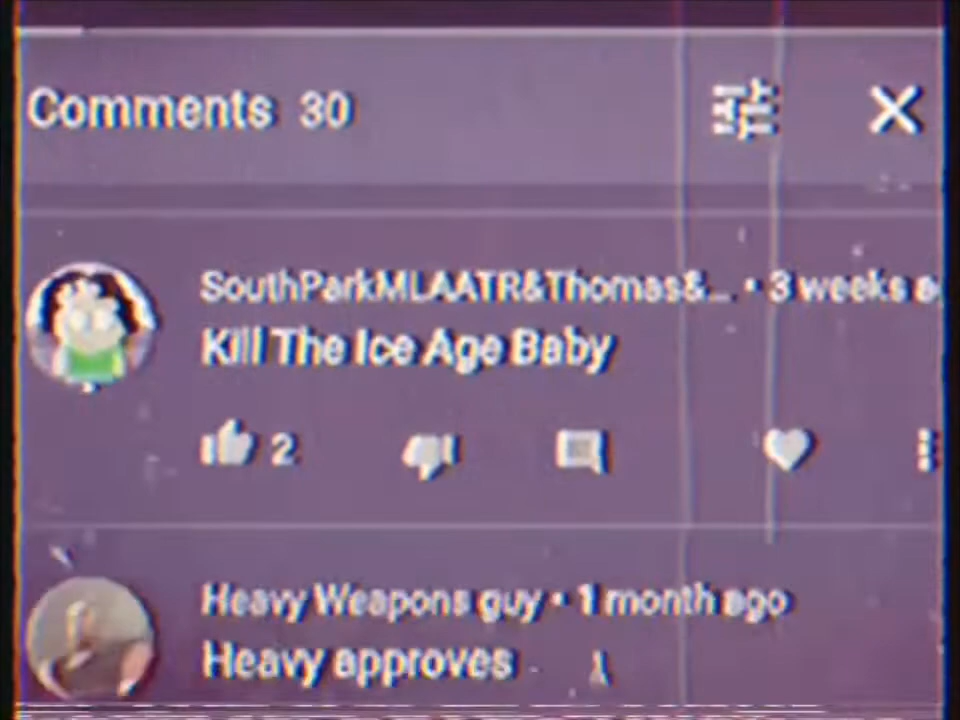 Comments 30
SouthParkMLAATR&Thomas&... • 3 weeks a
Kill The Ice Age Baby
2
Heavy Weapons guy • 1 month ago
Heavy approves